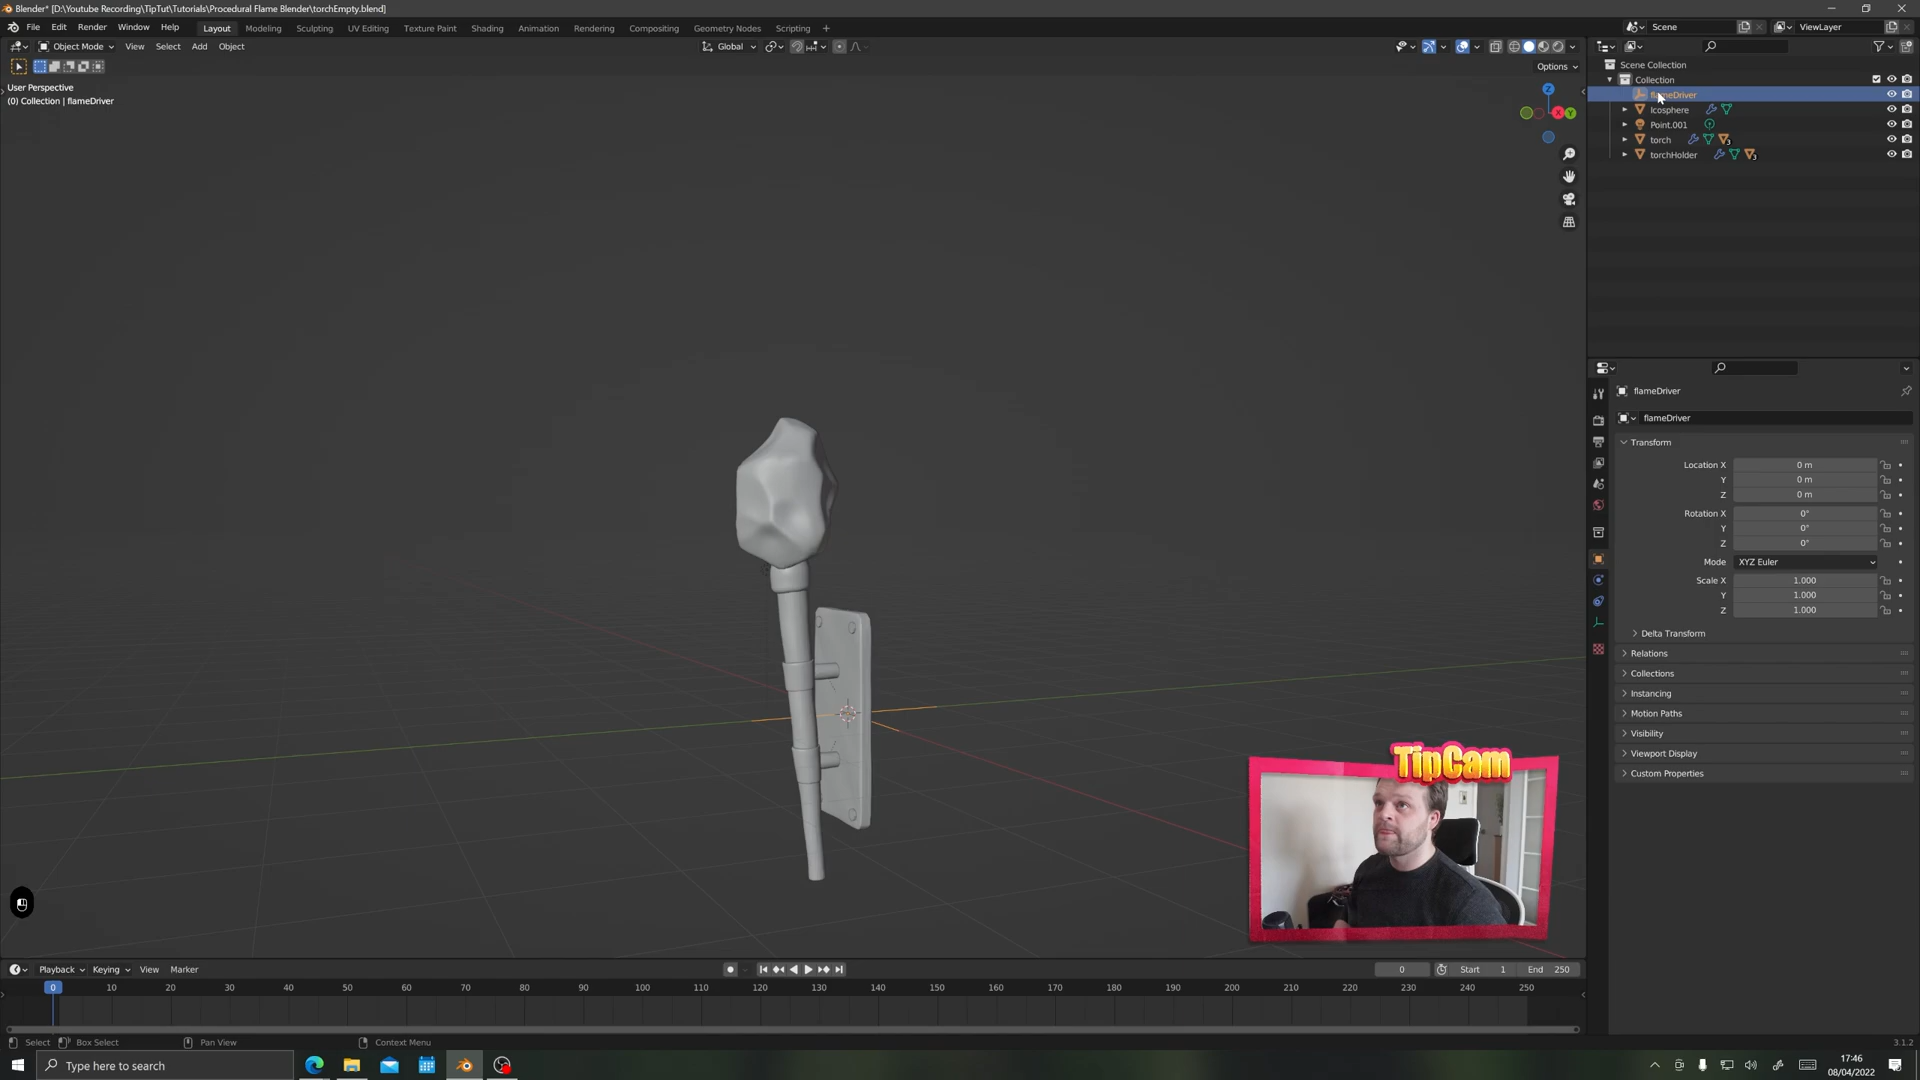 Blender* [D:\Youtube Recording\TipTut\Tutorials\Procedural Flame Blender\torchEmpty.blend]
File Edit Render Window Help Layout Modeling Sculpting UV Editing Texture Paint Shading Animation Rendering Compositing Geometry Nodes Scripting + Scene ViewLayer
Object Mode View Select Add Object Global
Options
User Perspective
(0) Collection | flameDriver
Z
X
Y
Scene Collection
Collection
flameDriver
Icosphere
Point.001
torch 3
torchHolder 3
flameDriver
flameDriver
Transform
Location X 0 m
Y 0 m
Z 0 m
Rotation X 0°
Y 0°
Z 0°
Mode XYZ Euler
Scale X 1.000
Y 1.000
Z 1.000
Delta Transform
Relations
Collections
Instancing
Motion Paths
Visibility
Viewport Display
Custom Properties
TipCam
Playback Keying View Marker 0 Start 1 End 250
0 10 20 30 40 50 60 70 80 90 100 110 120 130 140 150 160 170 180 190 200 210 220 230 240 250
Select Box Select Pan View Context Menu 3.1.2
Type here to search
17:46
08/04/2022